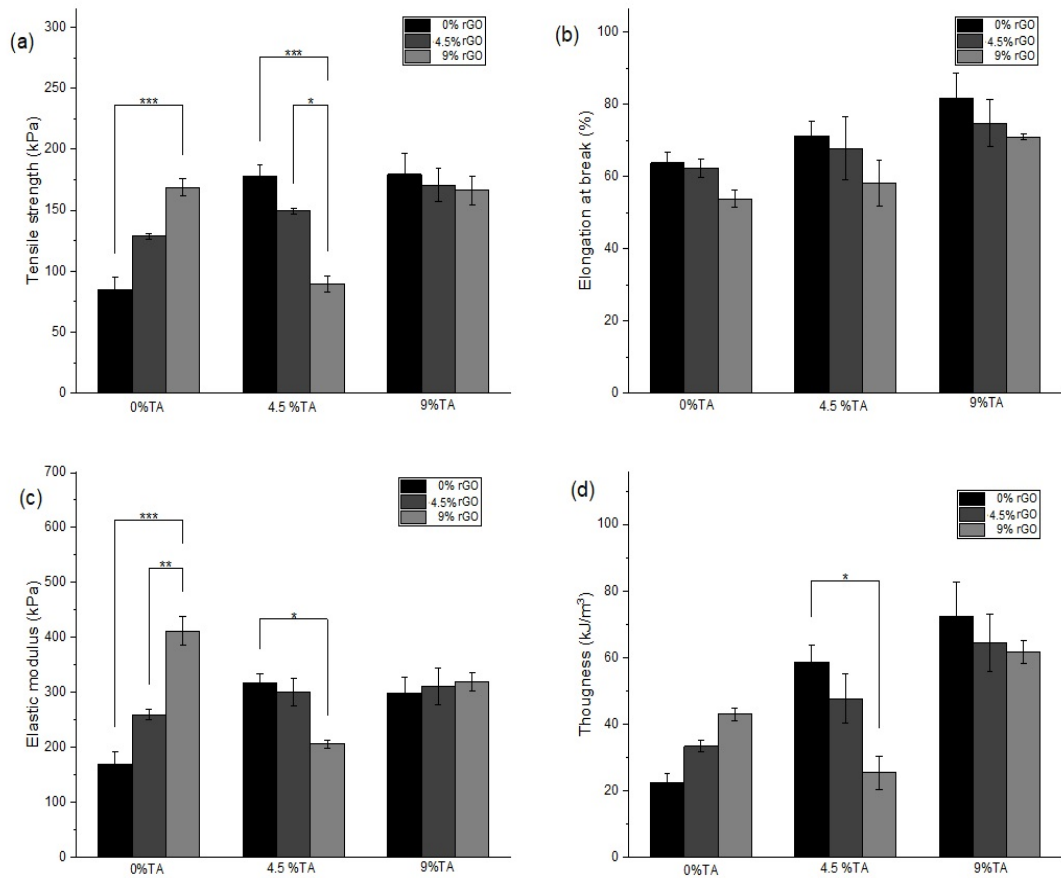 (a)
0% rGO
4.5% rGO
9% rGO
Tensile strength (kPa)
300
250
200
150
100
50
0
***
***
*
0%TA
4.5 %TA
9%TA
(b)
0% rGO
4.5% rGO
9% rGO
Elongation at break (%)
100
80
60
40
20
0
0%TA
4.5 %TA
9%TA
(c)
0% rGO
4.5% rGO
9% rGO
Elastic modulus (kPa)
700
600
500
400
300
200
100
0
***
**
*
0%TA
4.5 %TA
9%TA
(d)
0% rGO
4.5% rGO
9% rGO
Thougness (kJ/m³)
100
80
60
40
20
0
*
0%TA
4.5 %TA
9%TA